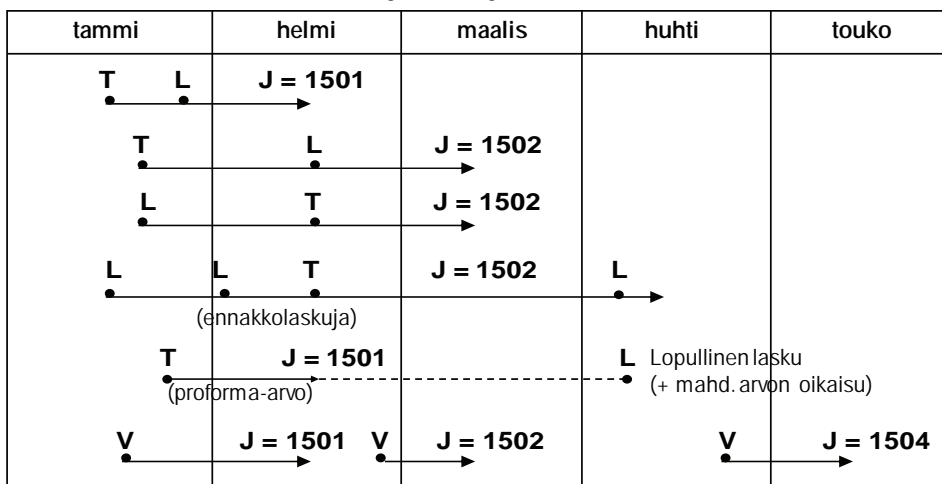 tammi helmi maalis huhti touko
T L J = 1501
T L J = 1502
L T J = 1502
L L T J = 1502 L
(ennakkolaskuja)
T J = 1501 L Lopullinen lasku
(proforma-arvo) (+ mahd. arvon oikaisu)
V J = 1501 V J = 1502 V J = 1504